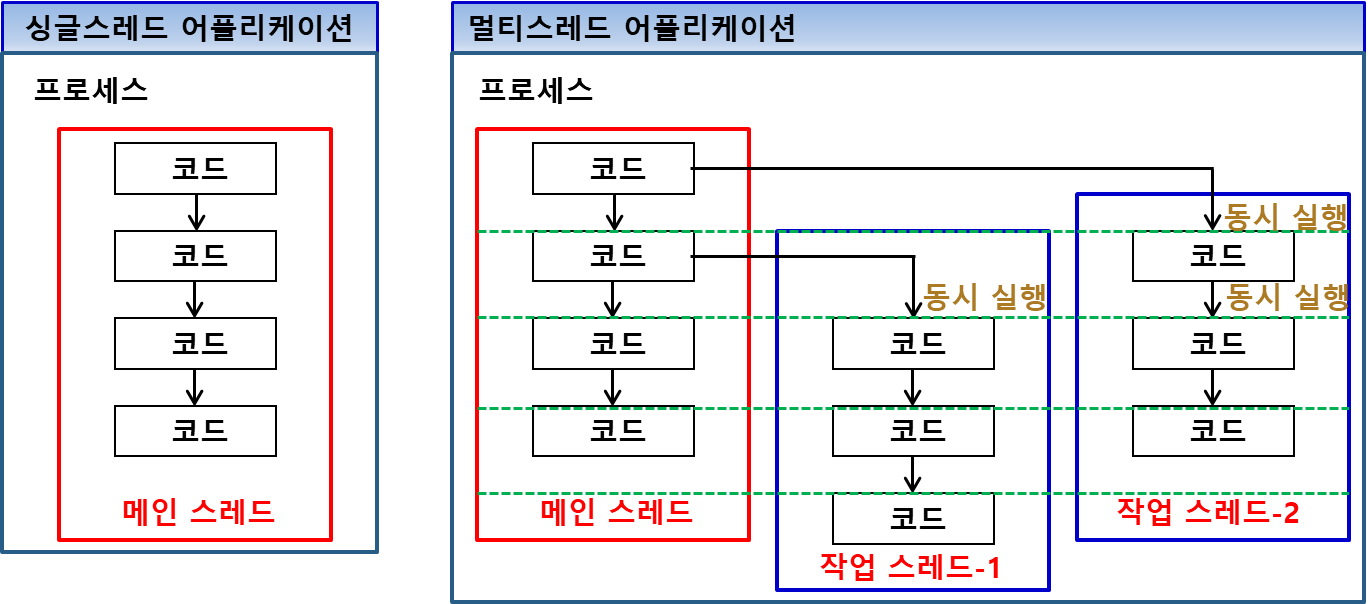 싱글스레드 어플리케이션
프로세스
코드
코드
코드
코드
메인 스레드
멀티스레드 어플리케이션
프로세스
코드
코드
코드
코드
메인 스레드
동시 실행
코드
코드
코드
작업 스레드-1
동시 실행
코드
동시 실행
코드
코드
작업 스레드-2